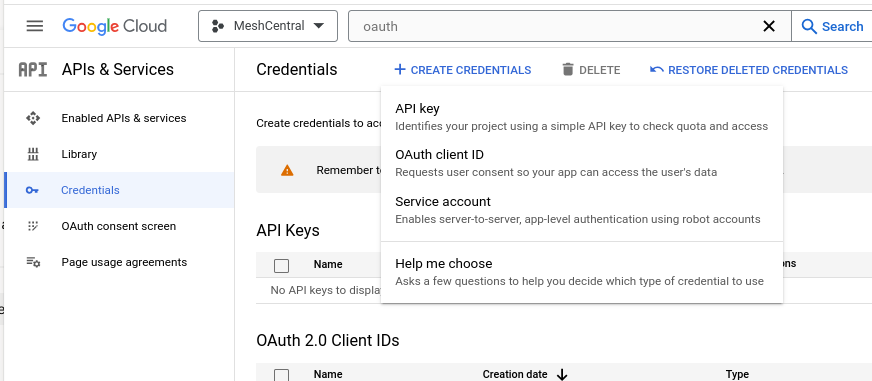 Google Cloud
MeshCentral
oauth
Search
API
APIs & Services
Credentials
CREATE CREDENTIALS
DELETE
RESTORE DELETED CREDENTIALS
Enabled APIs & services
Library
Credentials
OAuth consent screen
Page usage agreements
Create credentials to
Remember
API key
Identifies your project using a simple API key to check quota and access
OAuth client ID
Requests user consent so your app can access the user's data
Service account
Enables server-to-server, app-level authentication using robot accounts
Help me choose
Asks a few questions to help you decide which type of credential to use
API Keys
Name
No API keys to
OAuth 2.0 Client IDs
Name
Creation date
Type